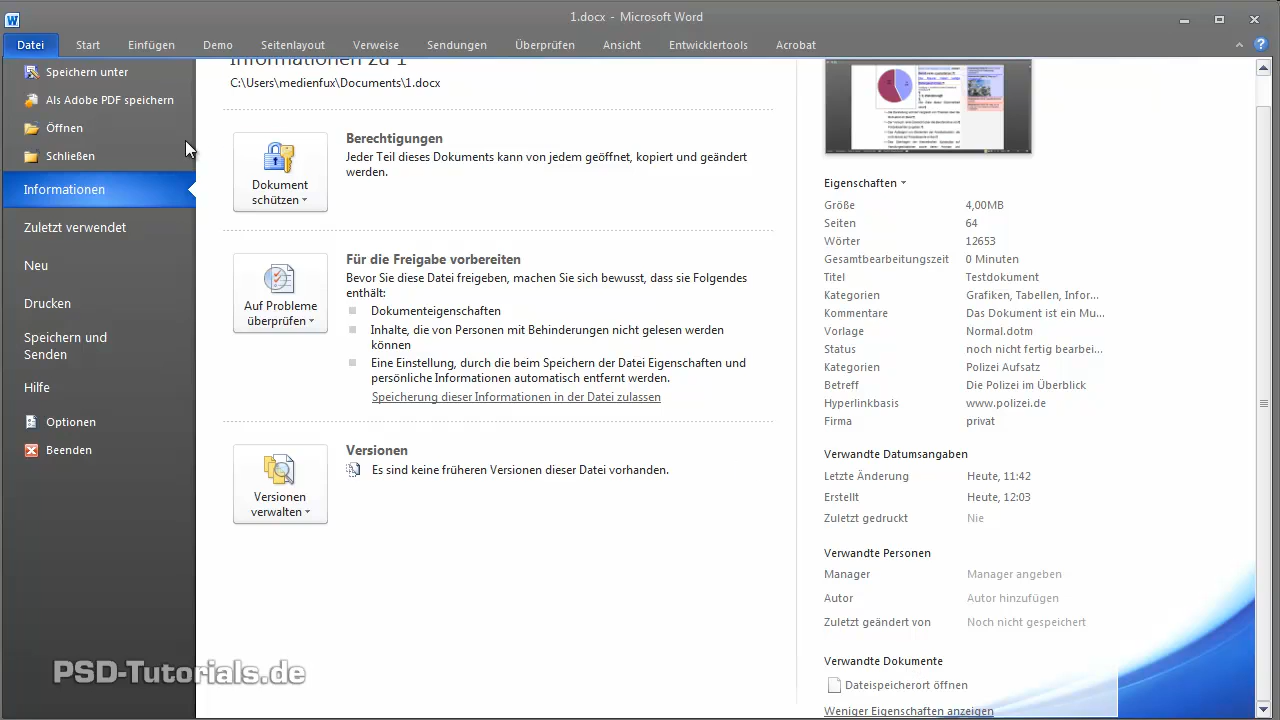 1.docx - Microsoft Word
Datei Start Einfügen Demo Seitenlayout Verweise Sendungen Überprüfen Ansicht Entwicklertools Acrobat
Speichern unter
Adobe PDF speichern
Öffnen
Informationen
Zuletzt verwendet
Neu
Drucken
Speichern und
Senden
Hilfe
Optionen
Beenden
Informationen zu 1
Berechtigungen
Jeder Teil dieses Dokuments kann von jedem geöffnet, kopiert und geändert
werden.
Dokument
schützen
Für die Freigabe vorbereiten
Bevor Sie diese Datei freigeben, machen Sie sich bewusst, dass sie Folgendes
enthält:
Dokumenteigenschaften
Inhalte, die von Personen mit Behinderungen nicht gelesen werden
können
Eine Einstellung, durch die beim Speichern der Datei Eigenschaften und
persönliche Informationen automatisch entfernt werden.
Speicherung dieser Informationen in der Datei zulassen
Auf Probleme
überprüfen
Versionen
Es sind keine früheren Versionen dieser Datei vorhanden.
Versionen
verwalten
Eigenschaften
Größe 4,00MB
Seiten 64
Wörter 12653
Gesamtbearbeitungszeit 0 Minuten
Titel Testdokument
Kategorien Grafiken, Tabellen, Infor...
Kommentare Das Dokument ist ein Mu...
Vorlage Normal.dotm
Status noch nicht fertig bearbei...
Kategorien Polizei Aufsatz
Betreff Die Polizei im Überblick
Hyperlinkbasis www.polizei.de
Firma privat
Verwandte Datumsangaben
Letzte Änderung Heute, 11:42
Erstellt Heute, 12:03
Zuletzt gedruckt Nie
Verwandte Personen
Manager Manager angeben
Autor Autor hinzufügen
Zuletzt geändert von Noch nicht gespeichert
Verwandte Dokumente
Dateispeicherort öffnen
Weniger Eigenschaften anzeigen
PSD-Tutorials.de